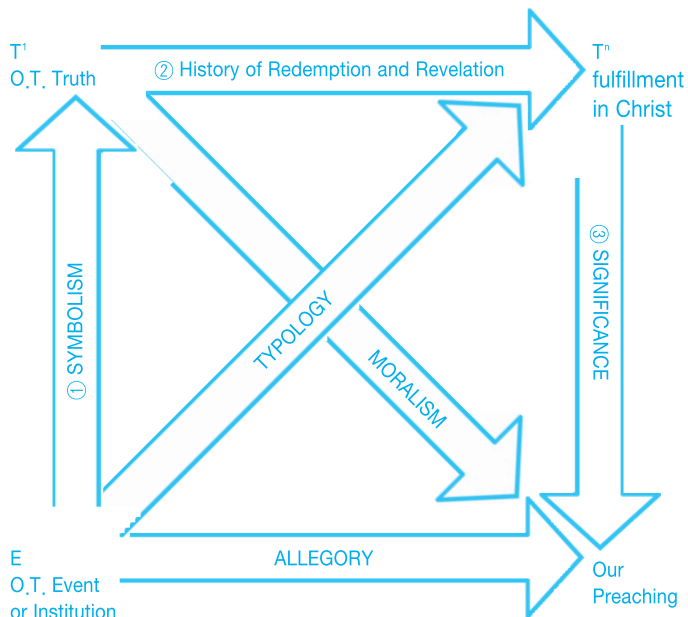 T¹
O.T. Truth
② History of Redemption and Revelation
Tⁿ
fulfillment
in Christ
① SYMBOLISM
TYPOLOGY
MORALISM
③ SIGNIFICANCE
E
O.T. Event
or Institution
ALLEGORY
Our
Preaching